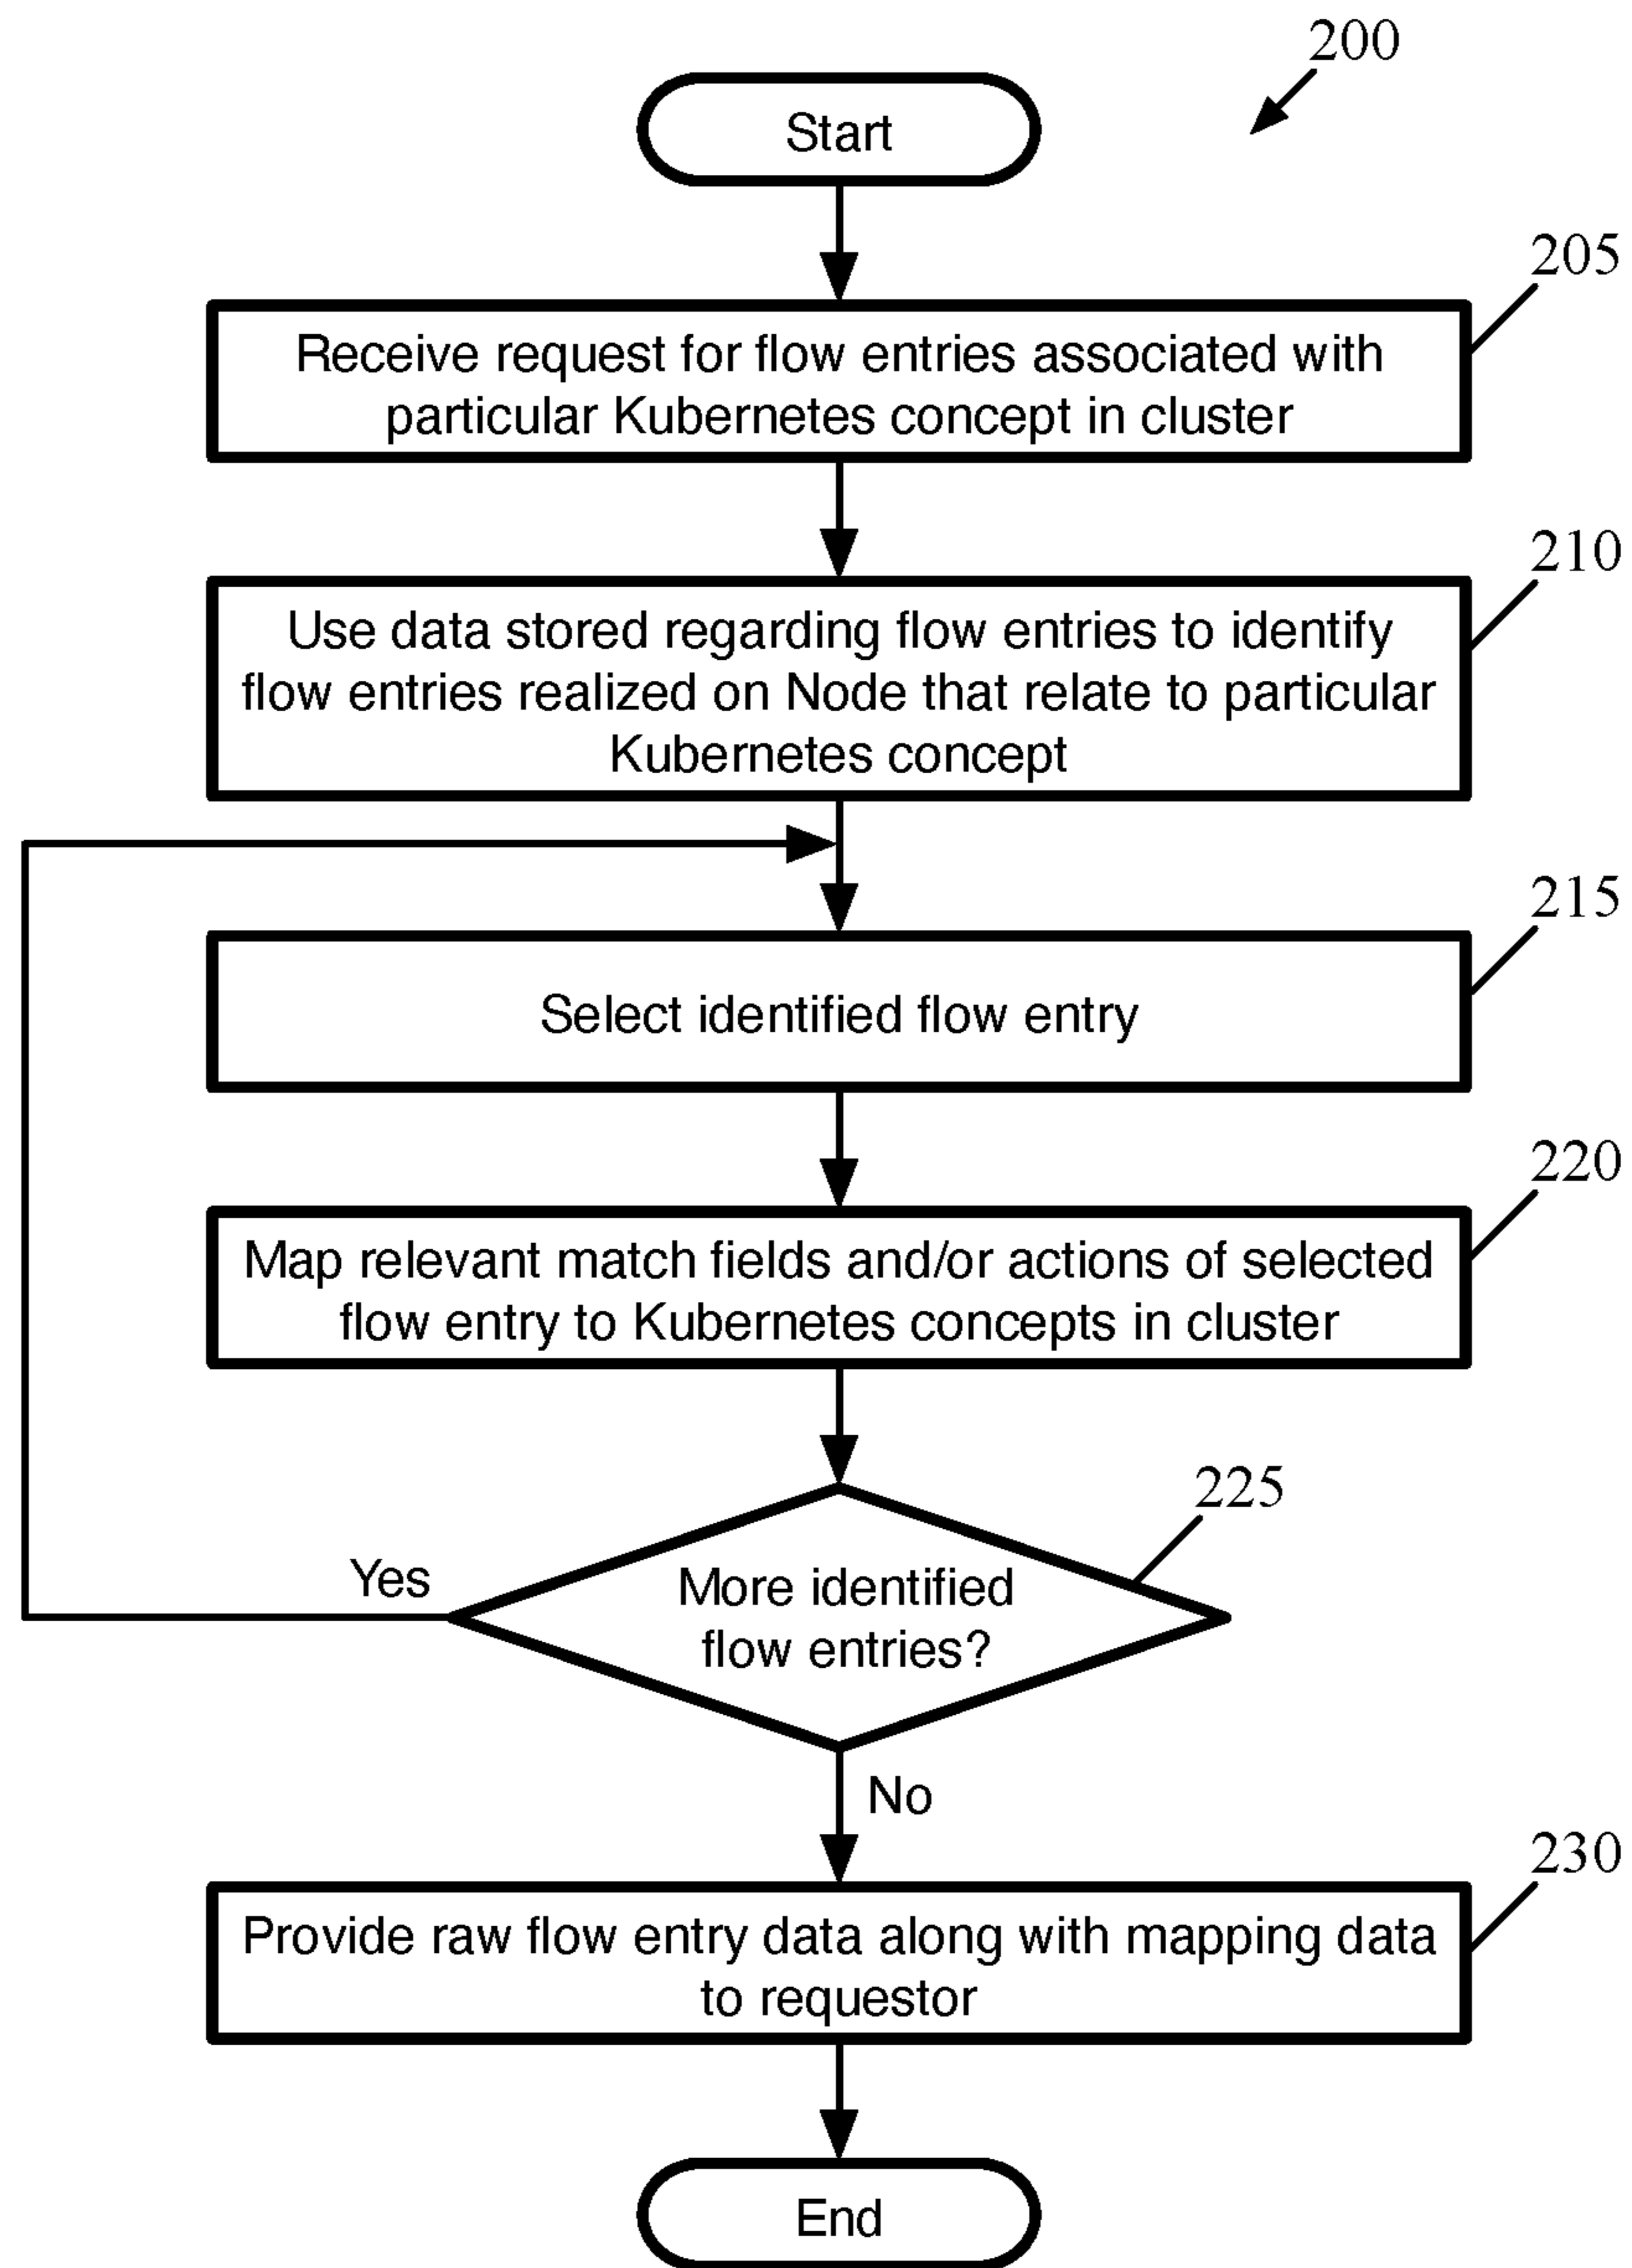 200
Start
205
Receive request for flow entries associated with
particular Kubernetes concept in cluster
210
Use data stored regarding flow entries to identify
flow entries realized on Node that relate to particular
Kubernetes concept
215
Select identified flow entry
220
Map relevant match fields and/or actions of selected
flow entry to Kubernetes concepts in cluster
225
Yes
More identified
flow entries?
No
230
Provide raw flow entry data along with mapping data
to requestor
End